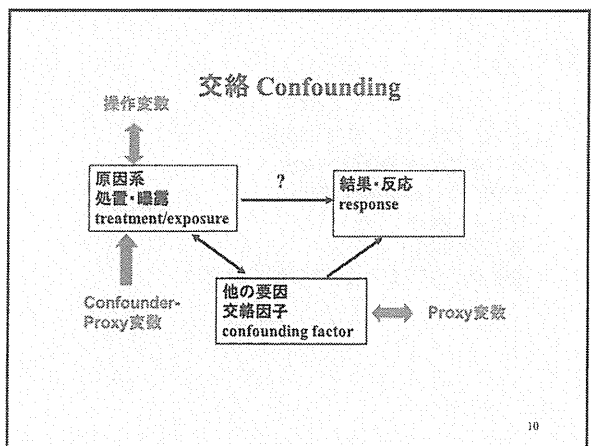 交絡 Confounding
操作変数
原因系
処置・曝露
treatment/exposure
?
結果・反応
response
他の要因
交絡因子
confounding factor
Confounder-
Proxy変数
Proxy変数
10